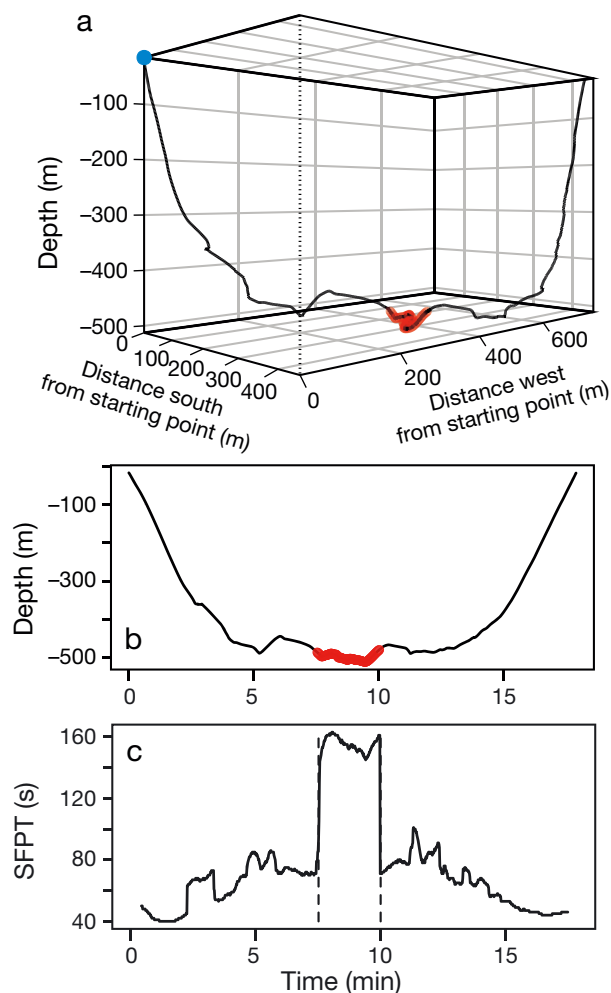 a
Depth (m)
−100
−200
−300
−400
−500
0
100
200
300
400
Distance south
from starting point (m)
0
200
400
600
Distance west
from starting point (m)
b
Depth (m)
−100
−300
−500
0 5 10 15
c
SFPT (s)
160
120
80
40
0 5 10 15
Time (min)